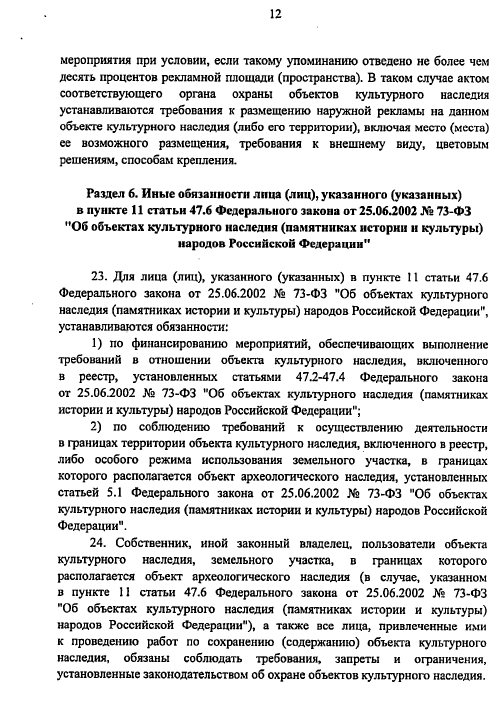 12
мероприятия при условии, если такому упоминанию отведено не более чем
десять процентов рекламной площади (пространства). В таком случае актом
соответствующего органа охраны объектов культурного наследия
устанавливаются требования к размещению наружной рекламы на данном
объекте культурного наследия (либо его территории), включая место (места)
ее возможного размещения, требования к внешнему виду, цветовым
решениям, способам крепления.
Раздел 6. Иные обязанности лица (лиц), указанного (указанных)
в пункте 11 статьи 47.6 Федерального закона от 25.06.2002 № 73-ФЗ
"Об объектах культурного наследия (памятниках истории и культуры)
народов Российской Федерации"
23. Для лица (лиц), указанного (указанных) в пункте 11 статьи 47.6
Федерального закона от 25.06.2002 № 73-ФЗ "Об объектах культурного
наследия (памятниках истории и культуры) народов Российской Федерации",
устанавливаются обязанности:
1) по финансированию мероприятий, обеспечивающих выполнение
требований в отношении объекта культурного наследия, включенного
в реестр, установленных статьями 47.2-47.4 Федерального закона
от 25.06.2002 № 73-ФЗ "Об объектах культурного наследия (памятниках
истории и культуры) народов Российской Федерации";
2) по соблюдению требований к осуществлению деятельности
в границах территории объекта культурного наследия, включенного в реестр,
либо особого режима использования земельного участка, в границах
которого располагается объект археологического наследия, установленных
статьей 5.1 Федерального закона от 25.06.2002 № 73-ФЗ "Об объектах
культурного наследия (памятниках истории и культуры) народов Российской
Федерации".
24. Собственник, иной законный владелец, пользователи объекта
культурного наследия, земельного участка, в границах которого
располагается объект археологического наследия (в случае, указанном
в пункте 11 статьи 47.6 Федерального закона от 25.06.2002 № 73-ФЗ
"Об объектах культурного наследия (памятниках истории и культуры)
народов Российской Федерации"), а также все лица, привлеченные ими
к проведению работ по сохранению (содержанию) объекта культурного
наследия, обязаны соблюдать требования, запреты и ограничения,
установленные законодательством об охране объектов культурного наследия.